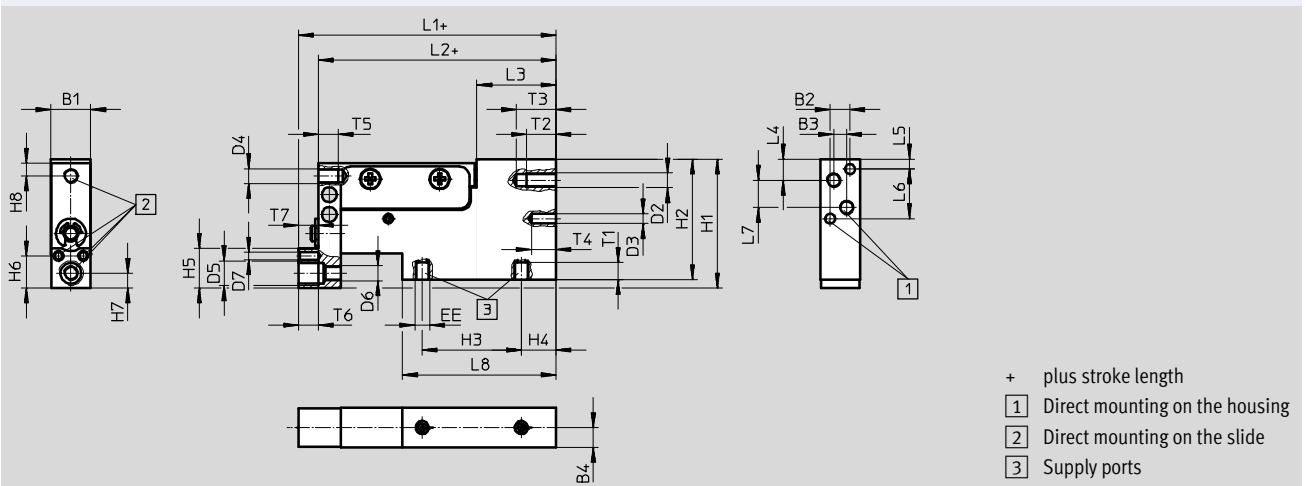 L1+
L2+
L3
T3
T2
B1
T5
D4
H8
2
T7
H6
H5
D5
D7
H7
T6
D6
3
EE
H3
H4
L8
T1
D3
T4
D2
H2
H1
B2
B3
L4
L5
L6
L7
1
B4
+ plus stroke length
1 Direct mounting on the housing
2 Direct mounting on the slide
3 Supply ports